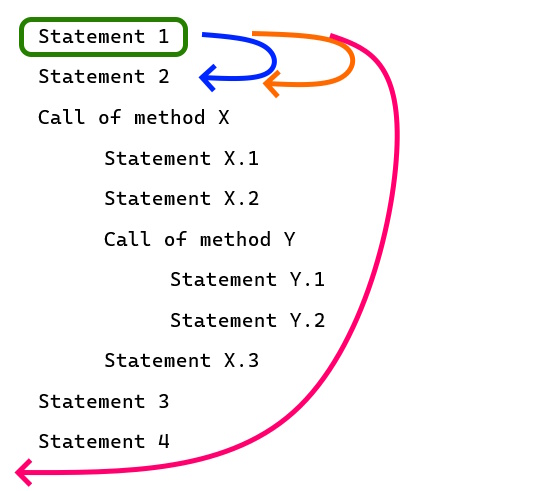 Statement 1
Statement 2
Call of method X
Statement X.1
Statement X.2
Call of method Y
Statement Y.1
Statement Y.2
Statement X.3
Statement 3
Statement 4